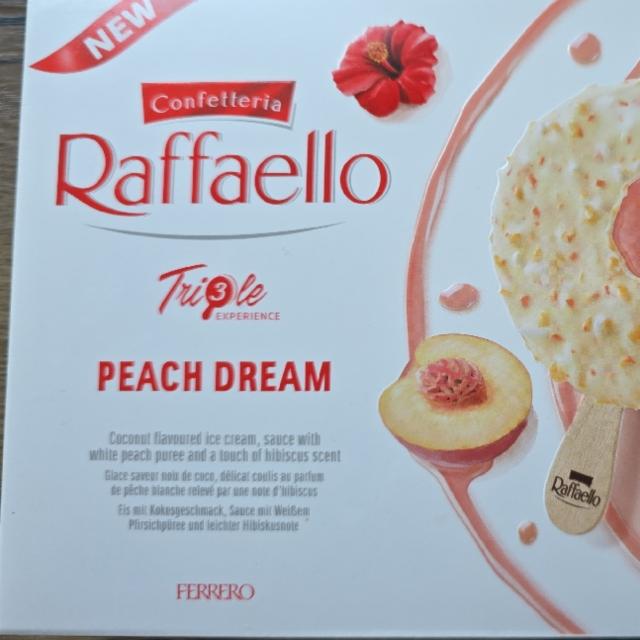 NEW
Confetteria
Raffaello
Tri3le
EXPERIENCE
PEACH DREAM
Coconut flavoured ice cream, sauce with
white peach puree and a touch of hibiscus scent
Glace saveur noix de coco, délicat coulis au parfum
de pêche blanche relevé par une note d'hibiscus
Eis mit Kokosgeschmack, Sauce mit Weißem
Pfirsichpüree und leichter Hibiskusnote
FERRERO
Raffaello